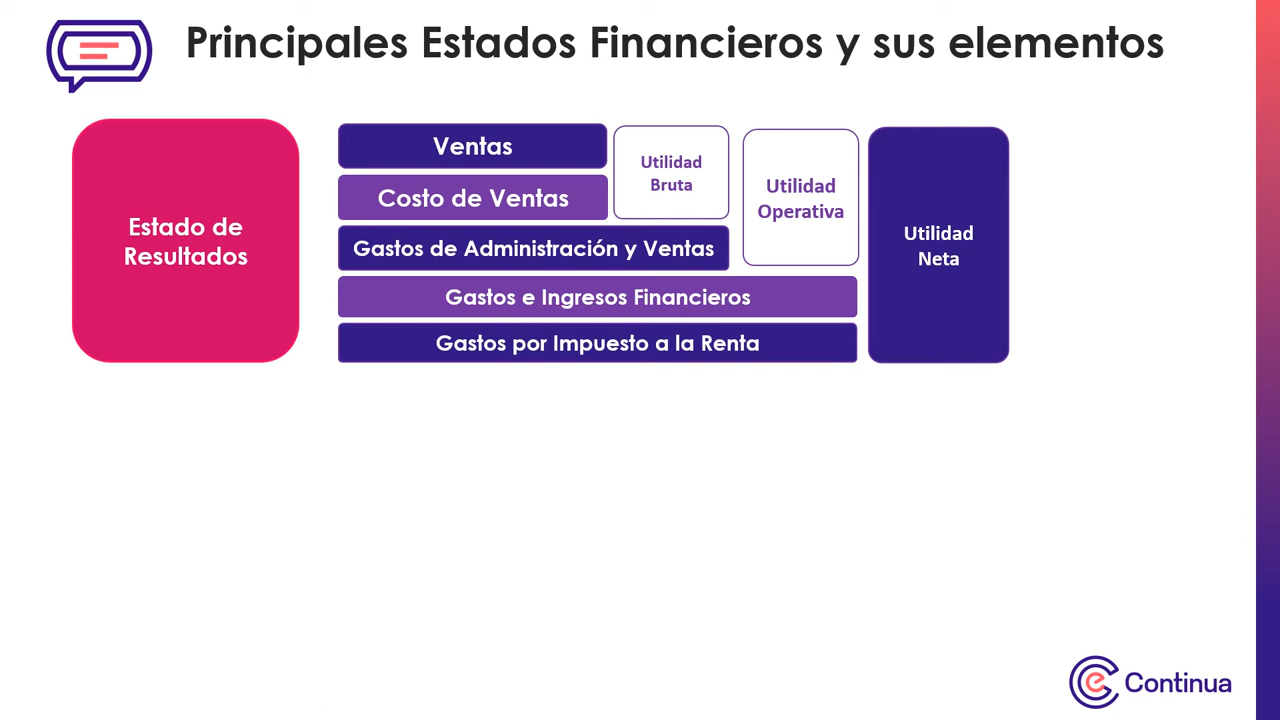 Principales Estados Financieros y sus elementos
Estado de
Resultados
Ventas
Costo de Ventas
Gastos de Administración y Ventas
Gastos e Ingresos Financieros
Gastos por Impuesto a la Renta
Utilidad
Bruta
Utilidad
Operativa
Utilidad
Neta
Continua